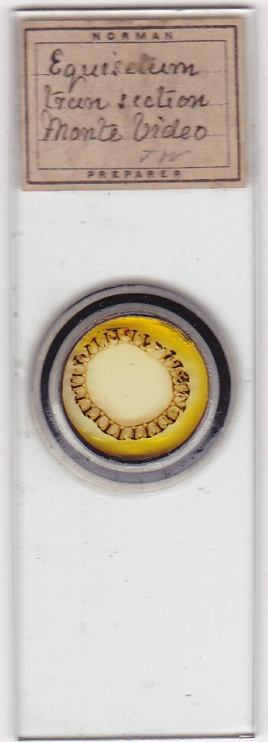 NORMAN
Equisetum
tran section
Monte Video
PREPARER